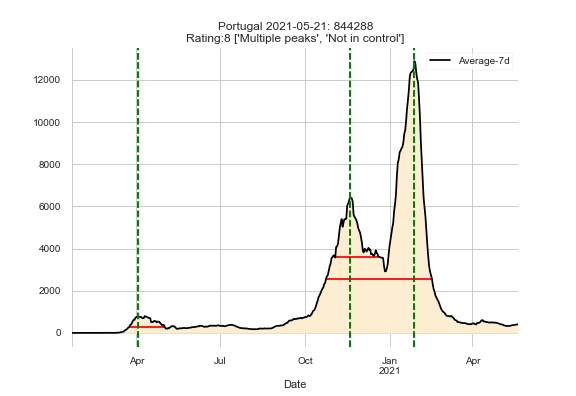 Portugal 2021-05-21: 844288
Rating:8 ['Multiple peaks', 'Not in control']
Average-7d
12000
10000
8000
6000
4000
2000
0
Apr Jul Oct Jan Apr
2021
Date